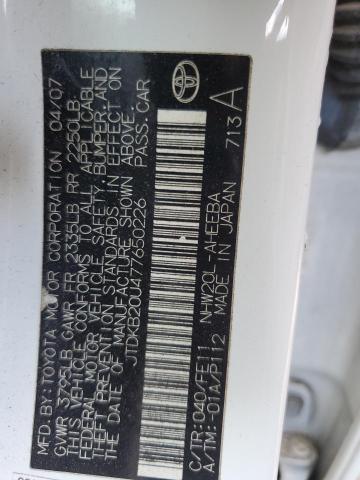 MFD. BY: TOYOTA MOTOR CORPORATION 04/07
GVWR 3795LB GAWR FR 2335LB RR 2250LB
THIS VEHICLE CONFORMS TO ALL APPLICABLE
FEDERAL MOTOR VEHICLE SAFETY, BUMPER, AND
THEFT PREVENTION STANDARDS IN EFFECT ON
THE DATE OF MANUFACTURE SHOWN ABOVE.
JTDKB20U477650226 PASS. CAR
C/TR: 040/FE11 NHW20L-AHEEBA
A/TM: -01A/P112 MADE IN JAPAN 713 A